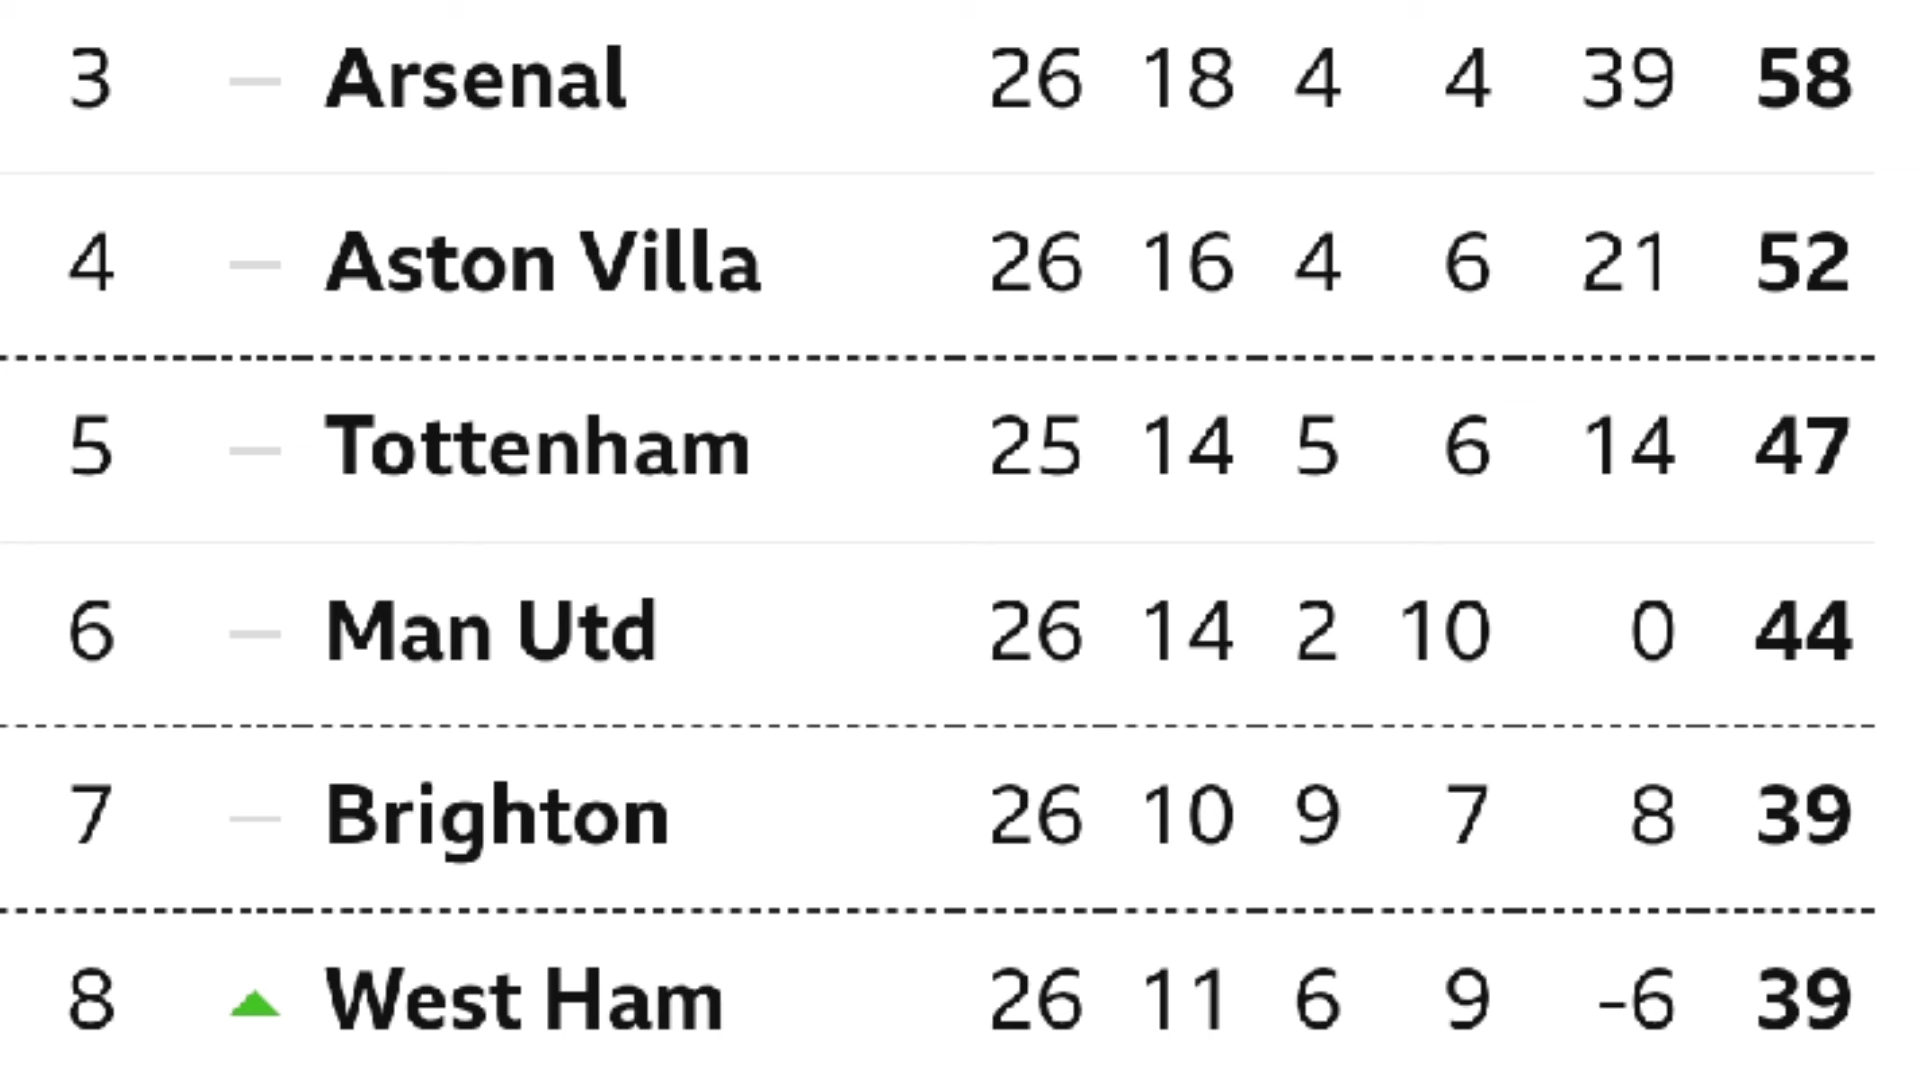 3 – Arsenal 26 18 4 4 39 58
4 – Aston Villa 26 16 4 6 21 52
5 – Tottenham 25 14 5 6 14 47
6 – Man Utd 26 14 2 10 0 44
7 – Brighton 26 10 9 7 8 39
8 West Ham 26 11 6 9 -6 39